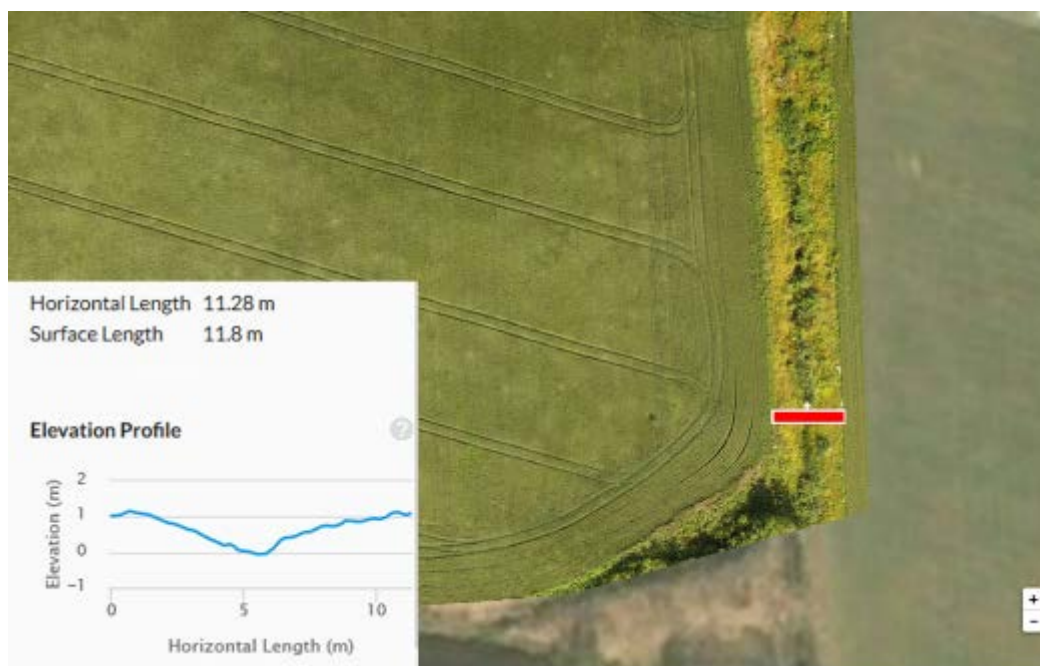 Horizontal Length 11.28 m
Surface Length 11.8 m
Elevation Profile
?
Elevation (m)
2
1
0
−1
0 5 10
Horizontal Length (m)
+
−